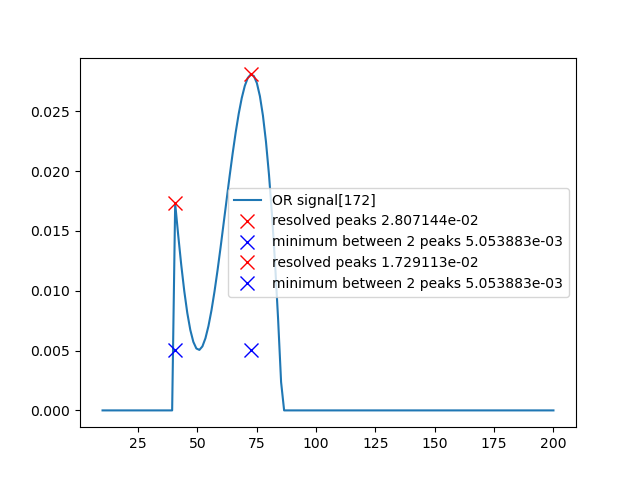 0.025
0.020
0.015
0.010
0.005
0.000
OR signal[172]
resolved peaks 2.807144e-02
minimum between 2 peaks 5.053883e-03
resolved peaks 1.729113e-02
minimum between 2 peaks 5.053883e-03
25 50 75 100 125 150 175 200